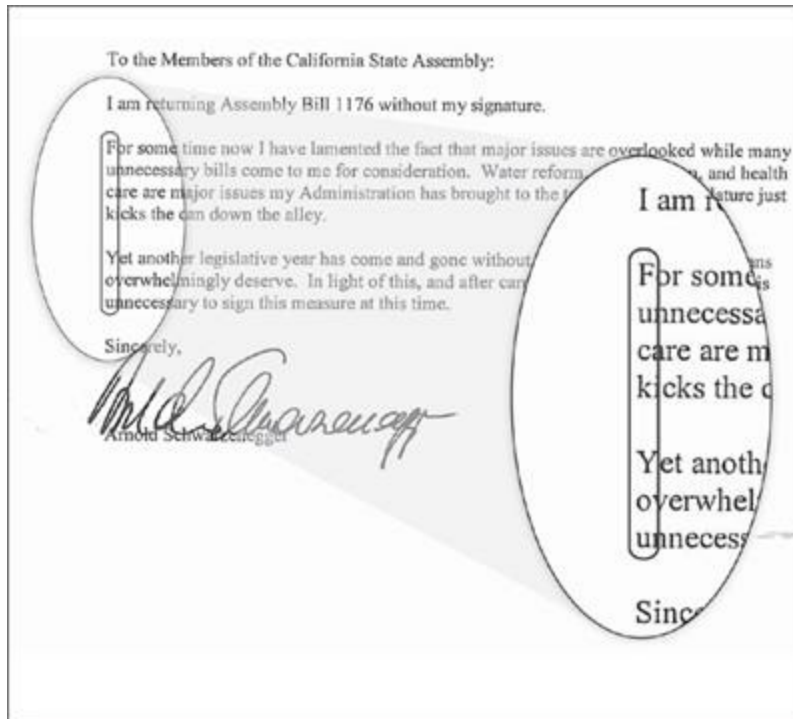 To the Members of the California State Assembly:
I am returning Assembly Bill 1176 without my signature.
For some time now I have lamented the fact that major issues are overlooked while many
unnecessary bills come to me for consideration. Water reform, and health
care are major issues my Administration has brought to the just
kicks the can down the alley.
Yet another legislative year has come and gone without
overwhelmingly deserve. In light of this, and after
unnecessary to sign this measure at this time.
Sincerely,
Arnold Schwarzenegger
I am
For some
unnecessa
care are m
kicks the
Yet anoth
overwhel
unnecess
Since